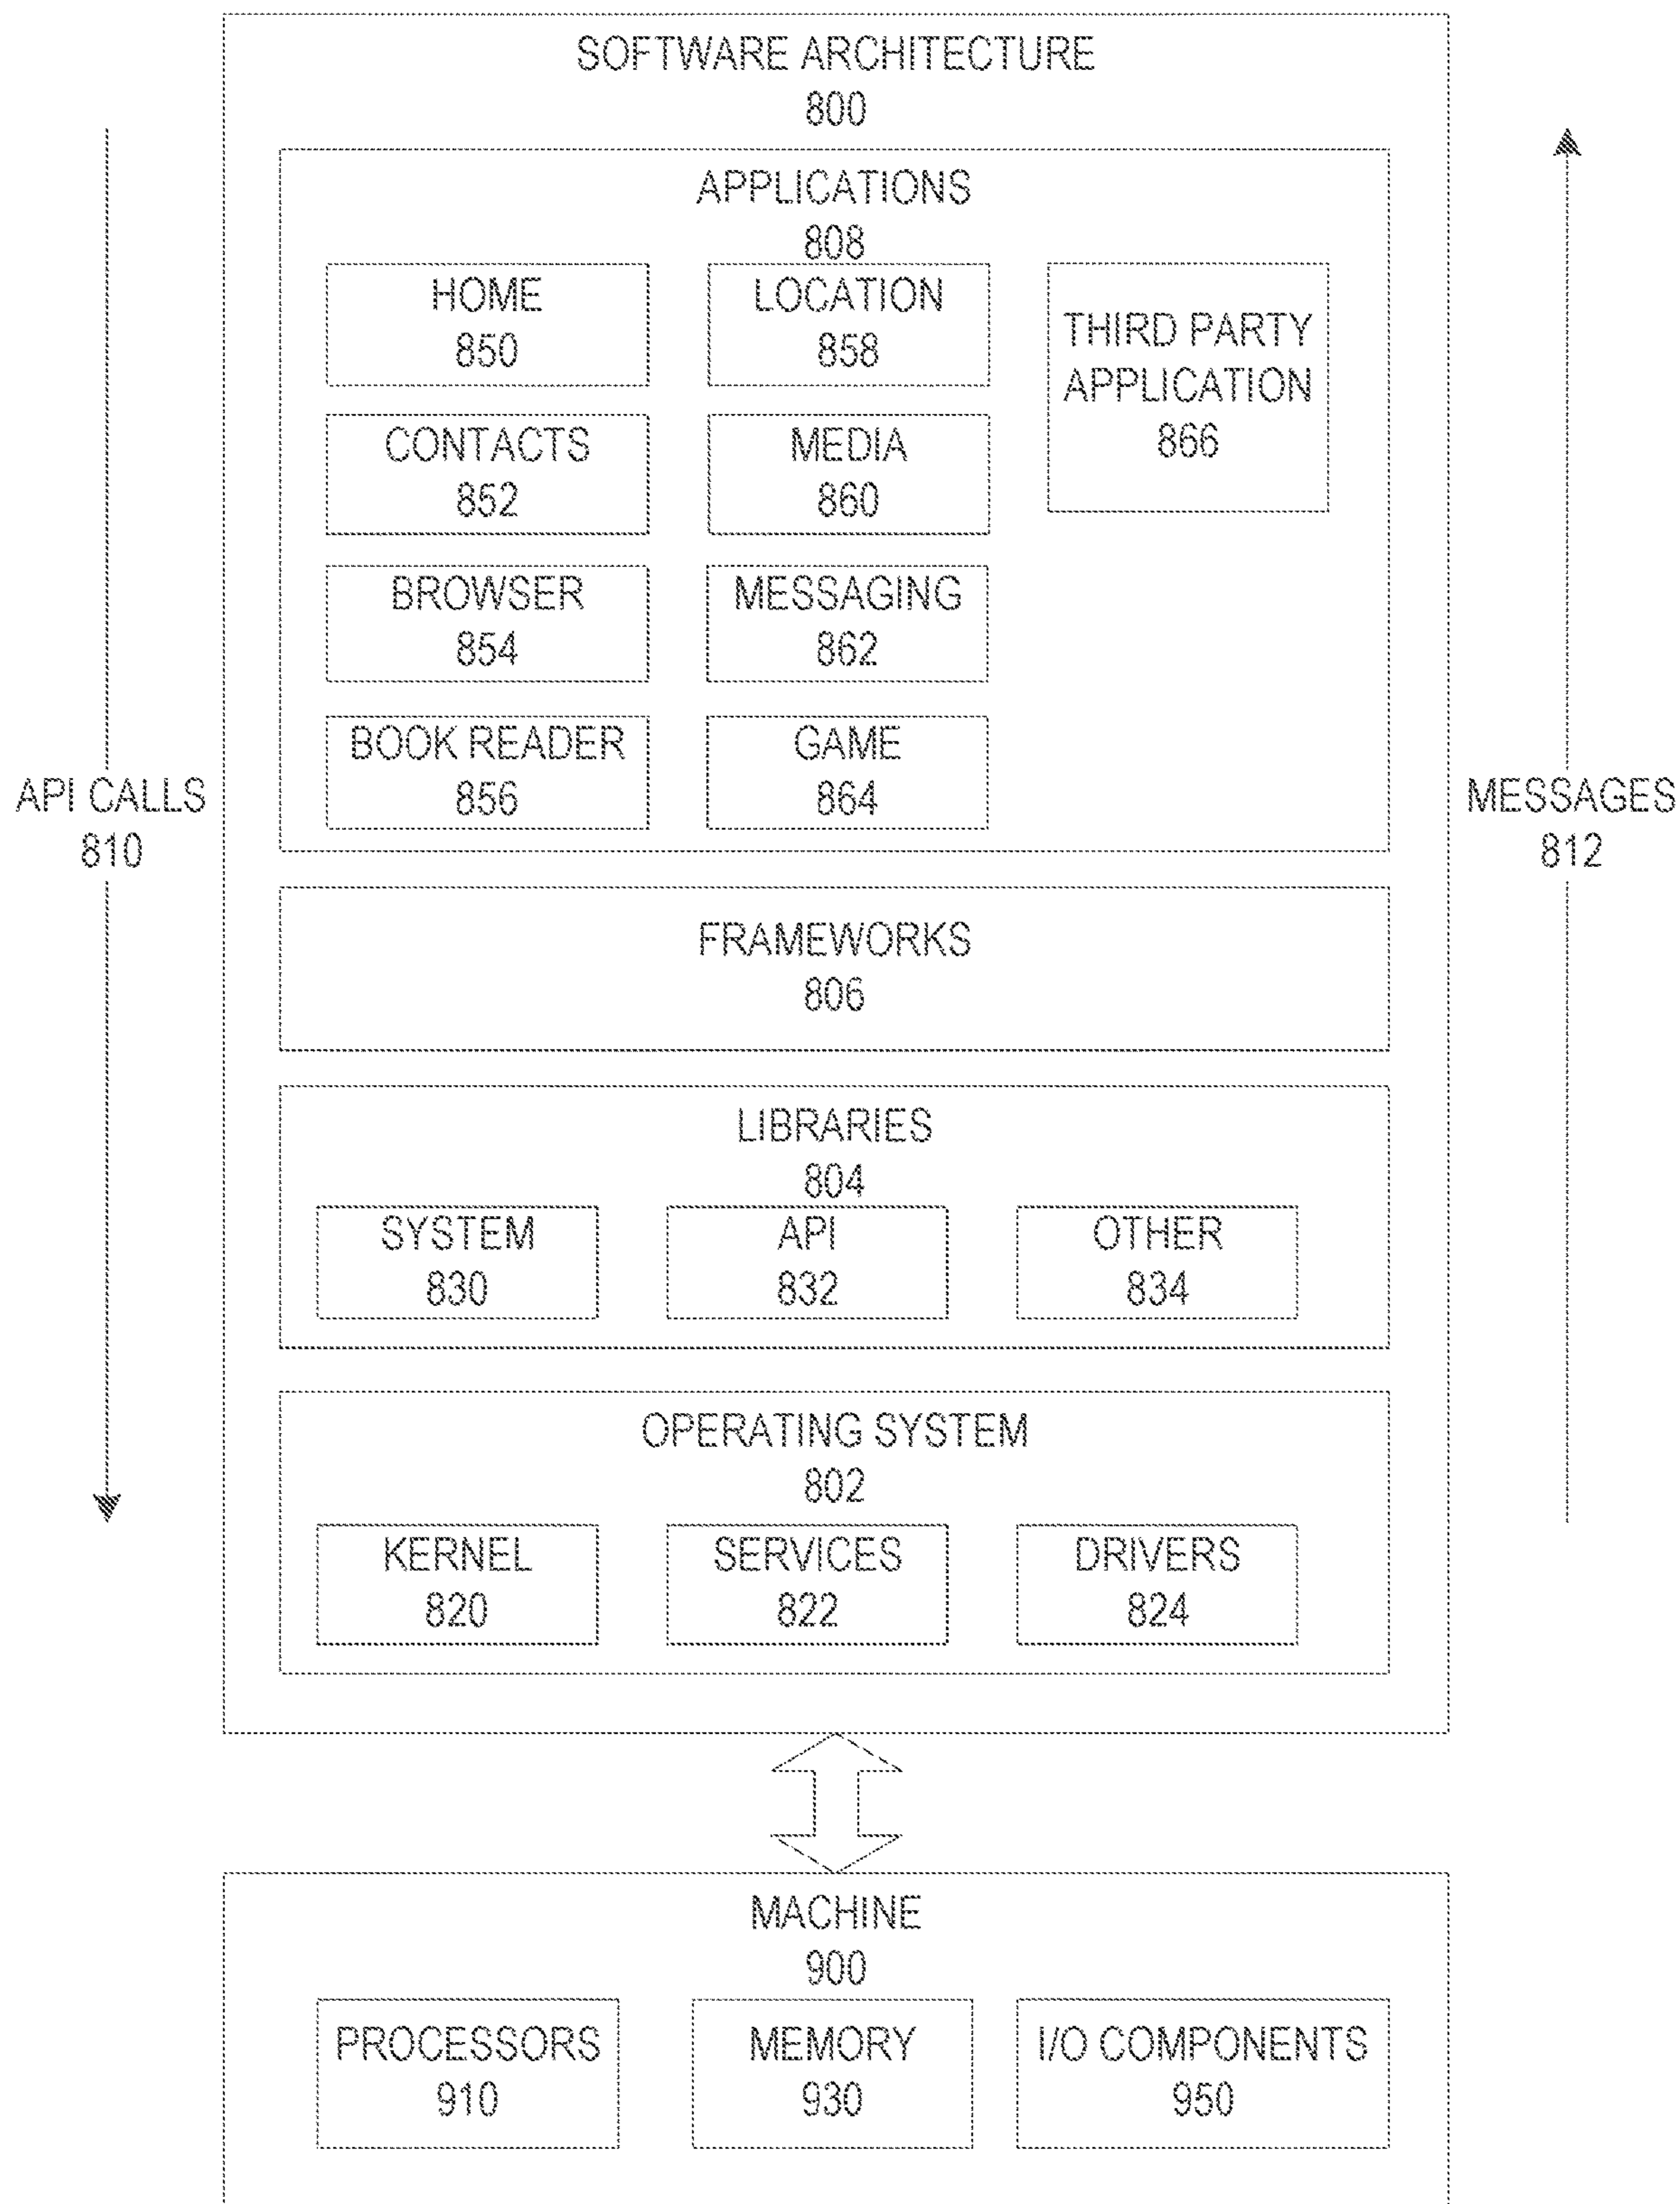 SOFTWARE ARCHITECTURE
800
APPLICATIONS
808
HOME
850
LOCATION
858
THIRD PARTY
APPLICATION
866
CONTACTS
852
MEDIA
860
BROWSER
854
MESSAGING
862
BOOK READER
856
GAME
864
API CALLS
810
MESSAGES
812
FRAMEWORKS
806
LIBRARIES
804
SYSTEM
830
API
832
OTHER
834
OPERATING SYSTEM
802
KERNEL
820
SERVICES
822
DRIVERS
824
MACHINE
900
PROCESSORS
910
MEMORY
930
I/O COMPONENTS
950